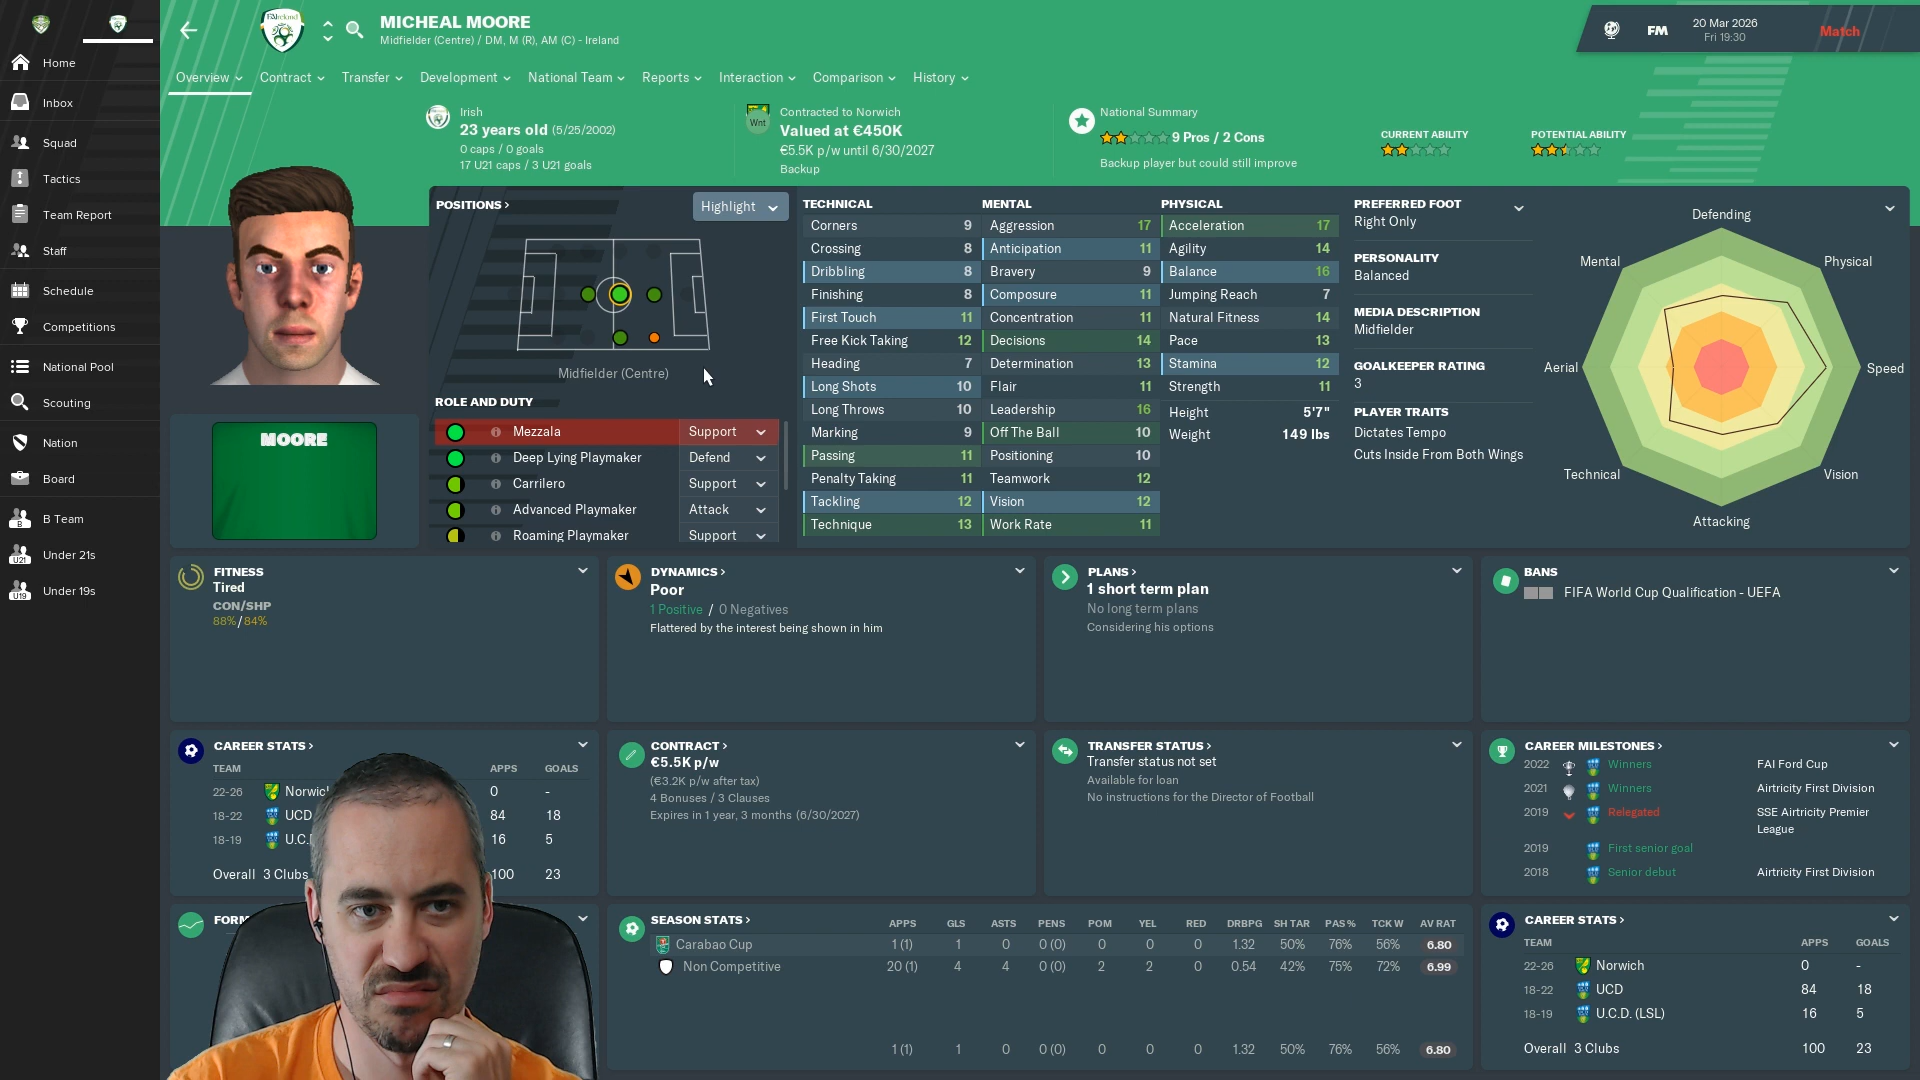 MICHEAL MOORE
Midfielder (Centre) / DM, M (R), AM (C) - Ireland
FM
20 Mar 2026
Fri 19:30
Match
Home
Inbox
Squad
Tactics
Team Report
Staff
Schedule
Competitions
National Pool
Scouting
Nation
Board
B Team
Under 21s
Under 19s
Overview
Contract
Transfer
Development
National Team
Reports
Interaction
Comparison
History
Irish
23 years old (5/25/2002)
0 caps / 0 goals
17 U21 caps / 3 U21 goals
Wnt
Contracted to Norwich
Valued at €450K
€5.5K p/w until 6/30/2027
Backup
National Summary
9 Pros / 2 Cons
Backup player but could still improve
CURRENT ABILITY
POTENTIAL ABILITY
MOORE
POSITIONS
Highlight
Midfielder (Centre)
ROLE AND DUTY
Mezzala Support
Deep Lying Playmaker Defend
Carrilero Support
Advanced Playmaker Attack
Roaming Playmaker Support
TECHNICAL
Corners 9
Crossing 8
Dribbling 8
Finishing 8
First Touch 11
Free Kick Taking 12
Heading 7
Long Shots 10
Long Throws 10
Marking 9
Passing 11
Penalty Taking 11
Tackling 12
Technique 13
MENTAL
Aggression 17
Anticipation 11
Bravery 9
Composure 11
Concentration 11
Decisions 14
Determination 13
Flair 11
Leadership 16
Off The Ball 10
Positioning 10
Teamwork 12
Vision 12
Work Rate 11
PHYSICAL
Acceleration 17
Agility 14
Balance 16
Jumping Reach 7
Natural Fitness 14
Pace 13
Stamina 12
Strength 11
Height 5'7"
Weight 149 lbs
PREFERRED FOOT
Right Only
PERSONALITY
Balanced
MEDIA DESCRIPTION
Midfielder
GOALKEEPER RATING
3
PLAYER TRAITS
Dictates Tempo
Cuts Inside From Both Wings
Defending
Mental
Physical
Aerial
Speed
Technical
Vision
Attacking
FITNESS
Tired
CON/SHP
88%/84%
DYNAMICS
Poor
1 Positive / 0 Negatives
Flattered by the interest being shown in him
PLANS
1 short term plan
No long term plans
Considering his options
BANS
FIFA World Cup Qualification - UEFA
CAREER STATS
TEAM APPS GOALS
22-26 0 -
18-22 UCD 84 18
18-19 16 5
Overall 3 Clubs 100 23
CONTRACT
€5.5K p/w
(€3.2K p/w after tax)
4 Bonuses / 3 Clauses
Expires in 1 year, 3 months (6/30/2027)
TRANSFER STATUS
Transfer status not set
Available for loan
No instructions for the Director of Football
CAREER MILESTONES
2022 Winners FAI Ford Cup
2021 Winners Airtricity First Division
2019 Relegated SSE Airtricity Premier
League
2019 First senior goal
2018 Senior debut Airtricity First Division
SEASON STATS
APPS GLS ASTS PENS POM YEL RED DRBPG SH TAR PAS % TCK W AV RAT
Carabao Cup 1 (1) 1 0 0 (0) 0 0 0 1.32 50% 76% 56% 6.80
Non Competitive 20 (1) 4 4 0 (0) 2 2 0 0.54 42% 75% 72% 6.99
1 (1) 1 0 0 (0) 0 0 0 1.32 50% 76% 56% 6.80
CAREER STATS
TEAM APPS GOALS
22-26 Norwich 0 -
18-22 UCD 84 18
18-19 U.C.D. (LSL) 16 5
Overall 3 Clubs 100 23